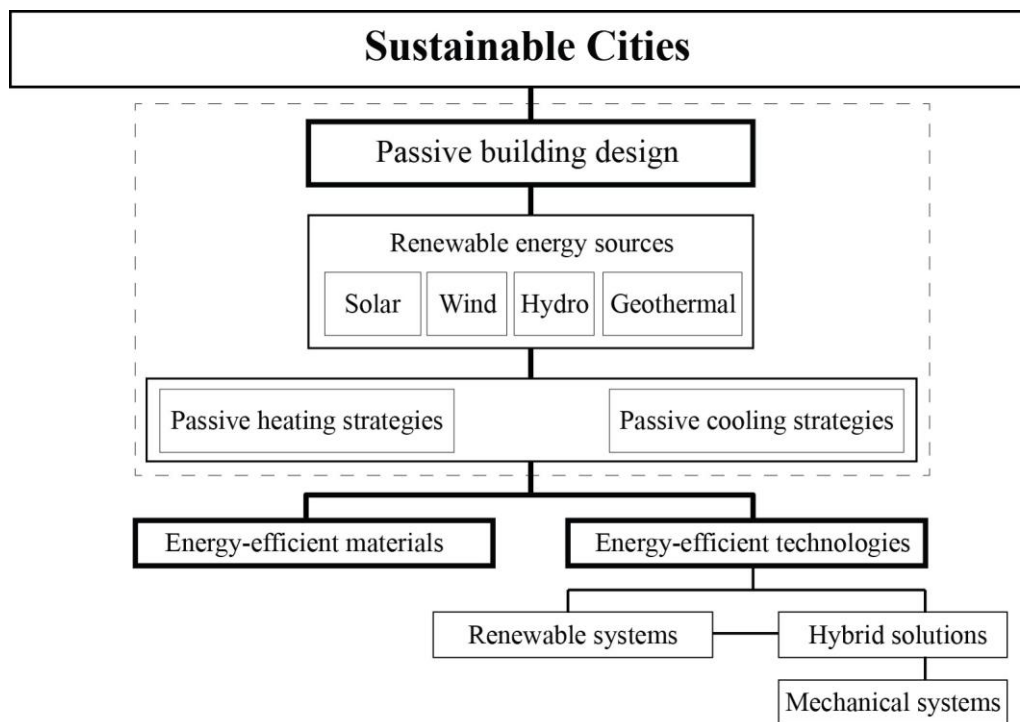 Sustainable Cities
Passive building design
Renewable energy sources
Solar
Wind
Hydro
Geothermal
Passive heating strategies
Passive cooling strategies
Energy-efficient materials
Energy-efficient technologies
Renewable systems
Hybrid solutions
Mechanical systems